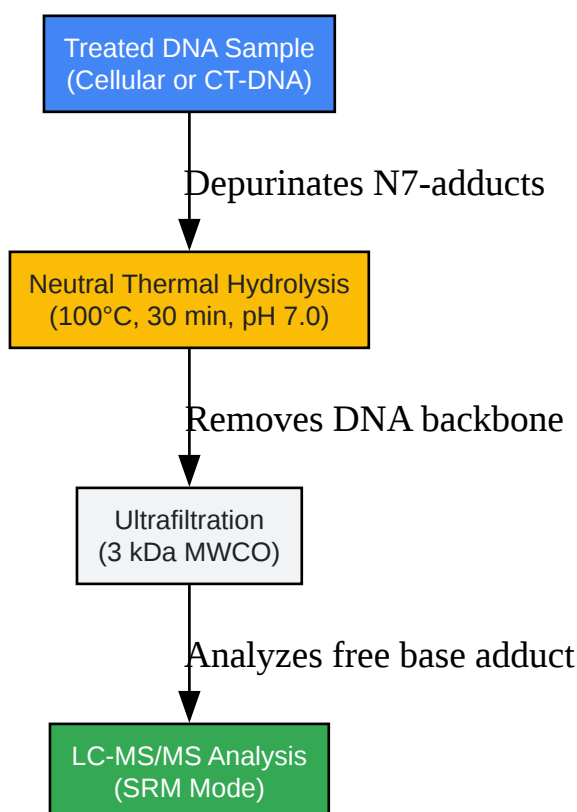 Treated DNA Sample
(Cellular or CT-DNA)
Depurinates N7-adducts
Neutral Thermal Hydrolysis
(100°C, 30 min, pH 7.0)
Removes DNA backbone
Ultrafiltration
(3 kDa MWCO)
Analyzes free base adduct
LC-MS/MS Analysis
(SRM Mode)